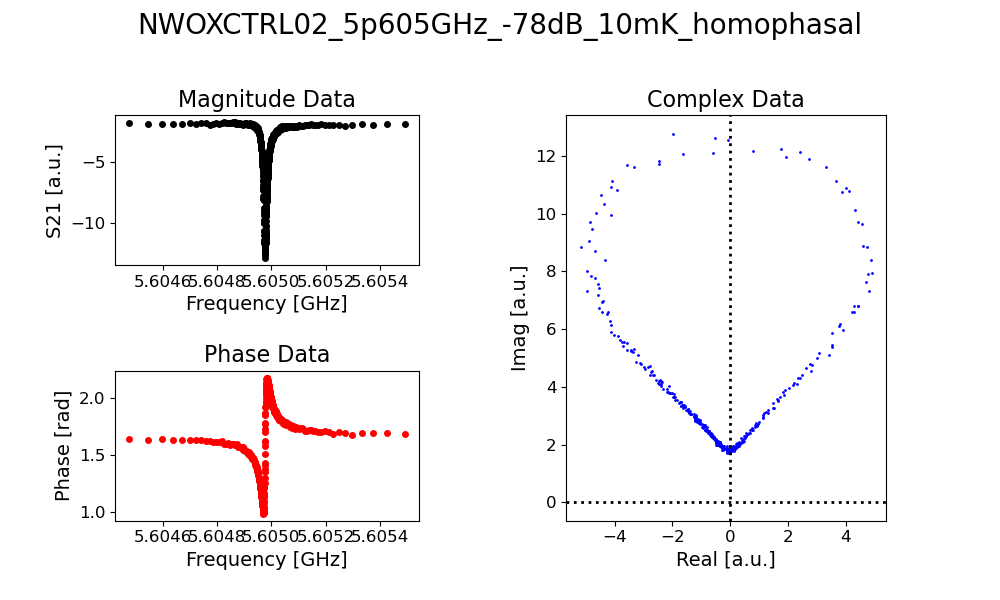 NWOXCTRL02_5p605GHz_-78dB_10mK_homophasal
Magnitude Data
S21 [a.u.]
−5
−10
5.6046 5.6048 5.6050 5.6052 5.6054
Frequency [GHz]
Phase Data
Phase [rad]
2.0
1.5
1.0
5.6046 5.6048 5.6050 5.6052 5.6054
Frequency [GHz]
Complex Data
Imag [a.u.]
12
10
8
6
4
2
0
−4 −2 0 2 4
Real [a.u.]